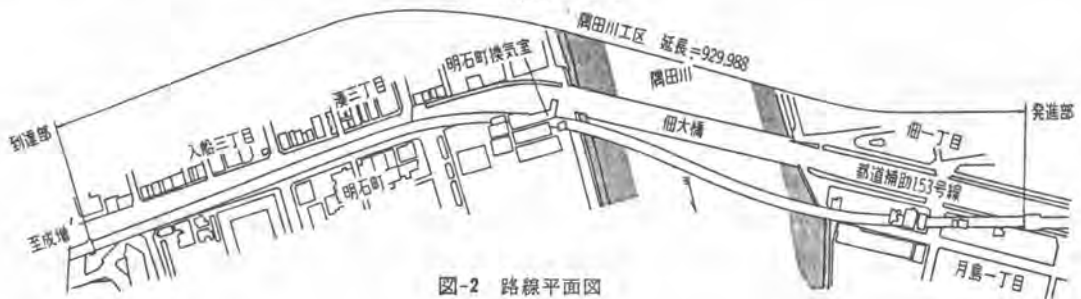 隅田川工区 延長=929.988
到達部
入船三丁目
湊三丁目
明石町換気室
隅田川
発進部
佃大橋
佃一丁目
都道補助153号線
明石町
至成増
月島一丁目
図-2 路線平面図